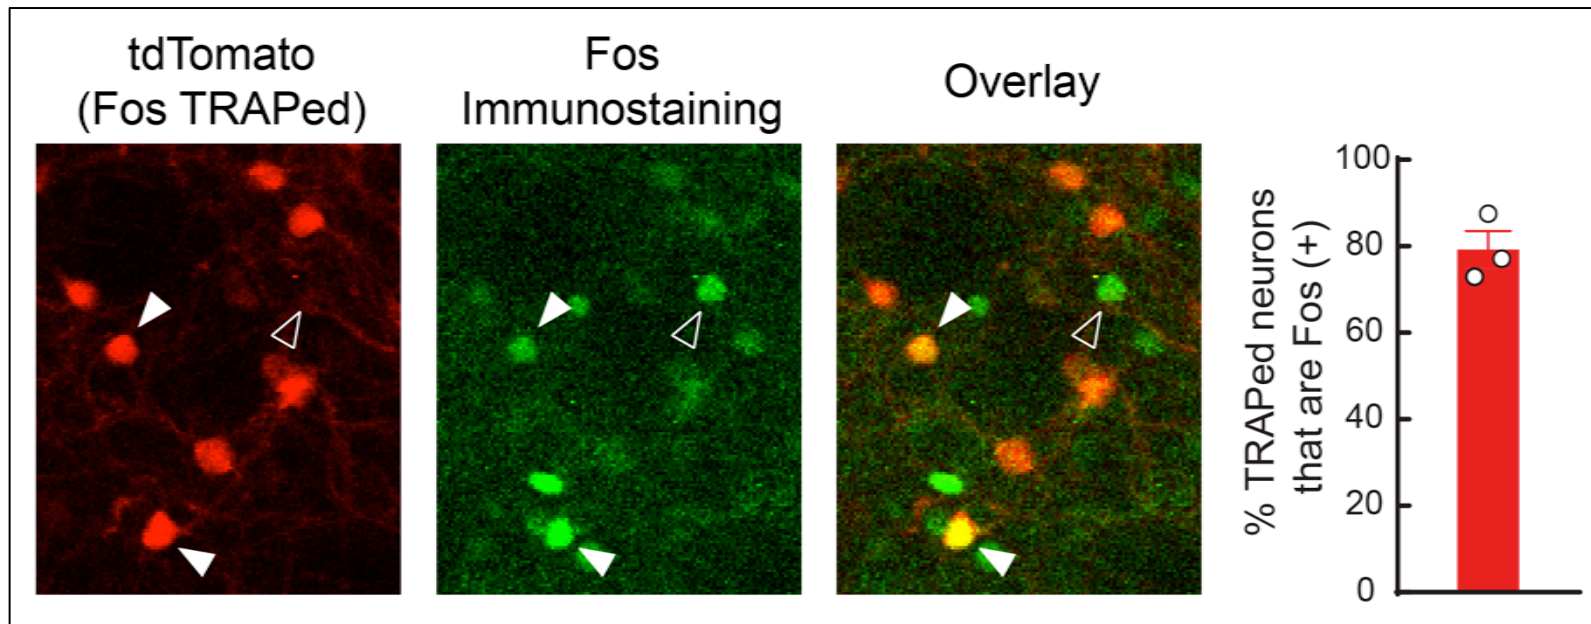 tdTomato
(Fos TRAPed)
Fos
Immunostaining
Overlay
% TRAPed neurons
that are Fos (+)
100
80
60
40
20
0